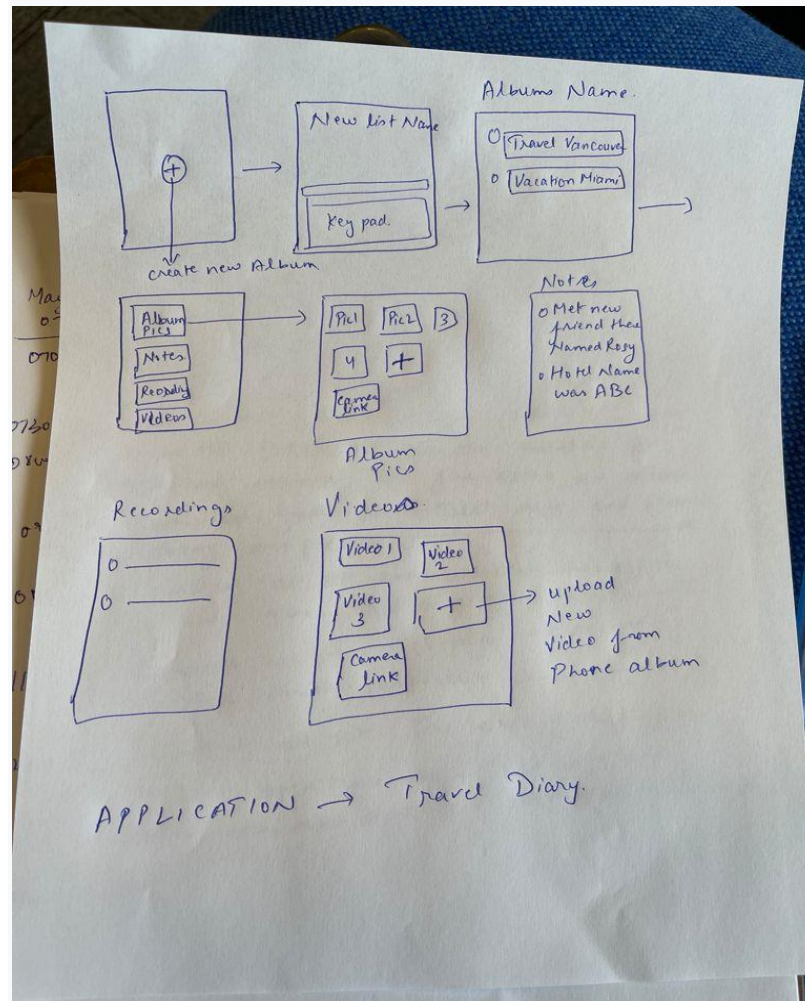 Albums Name.
New list Name
Key pad.
Travel Vancouver
Vacation Miami
+
create new Album
Album
Pics
Notes
Videos
Pic1
Pic2
3
4
+
camera
link
Album
Pics
Notes
Met new
friend there
Named Rosy
Hotel Name
was ABC
Recordings
Videos.
Video 1
Video
2
Video
3
+
Camera
link
upload
New
Video from
Phone album
APPLICATION → Travel Diary.